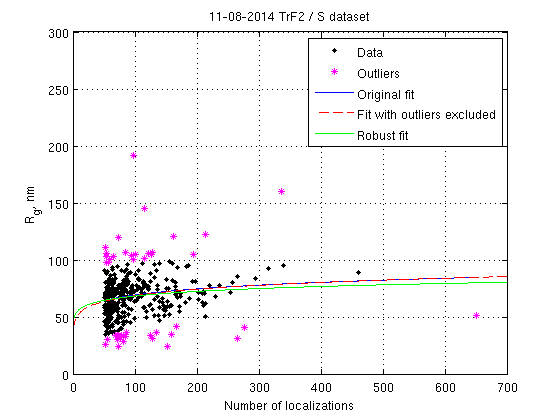 11-08-2014 TrF2 / S dataset
300
250
200
150
100
50
0
R_g, nm
Data
Outliers
Original fit
Fit with outliers excluded
Robust fit
0 100 200 300 400 500 600 700
Number of localizations